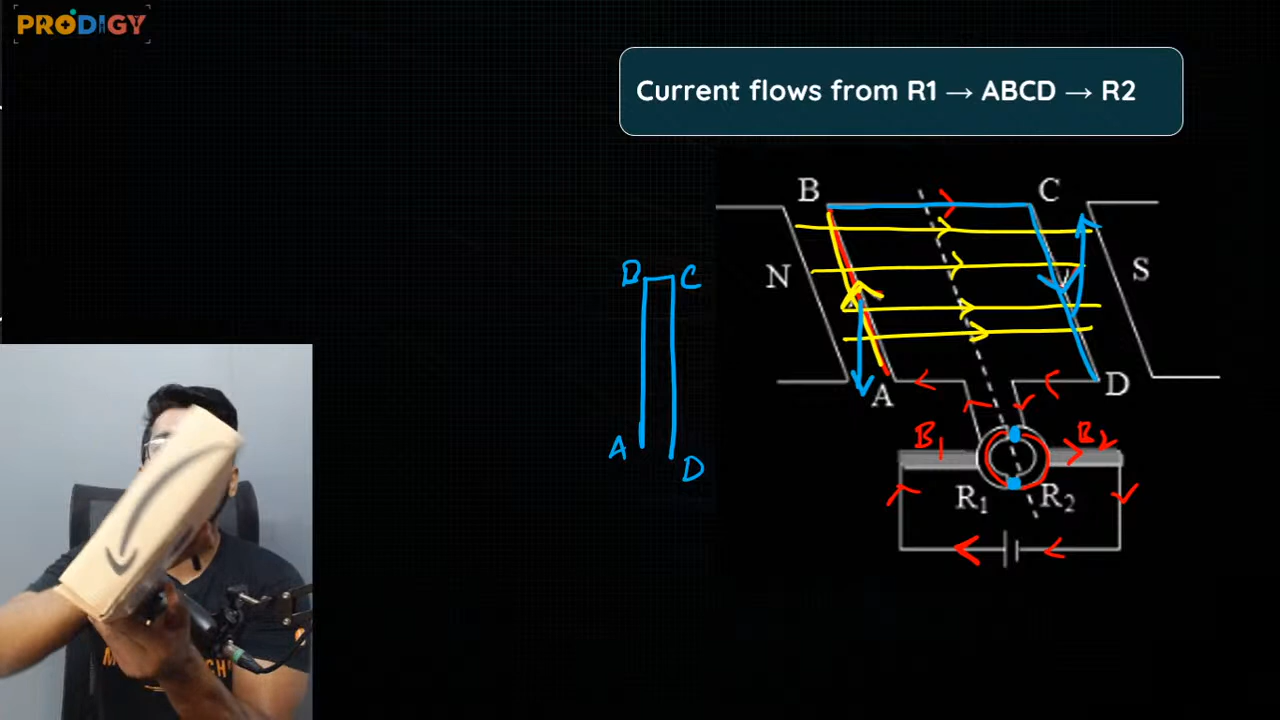 PRODIGY
Current flows from R1 → ABCD → R2
B C
N S
B C
A D
A D
B1 B2
R1 R2